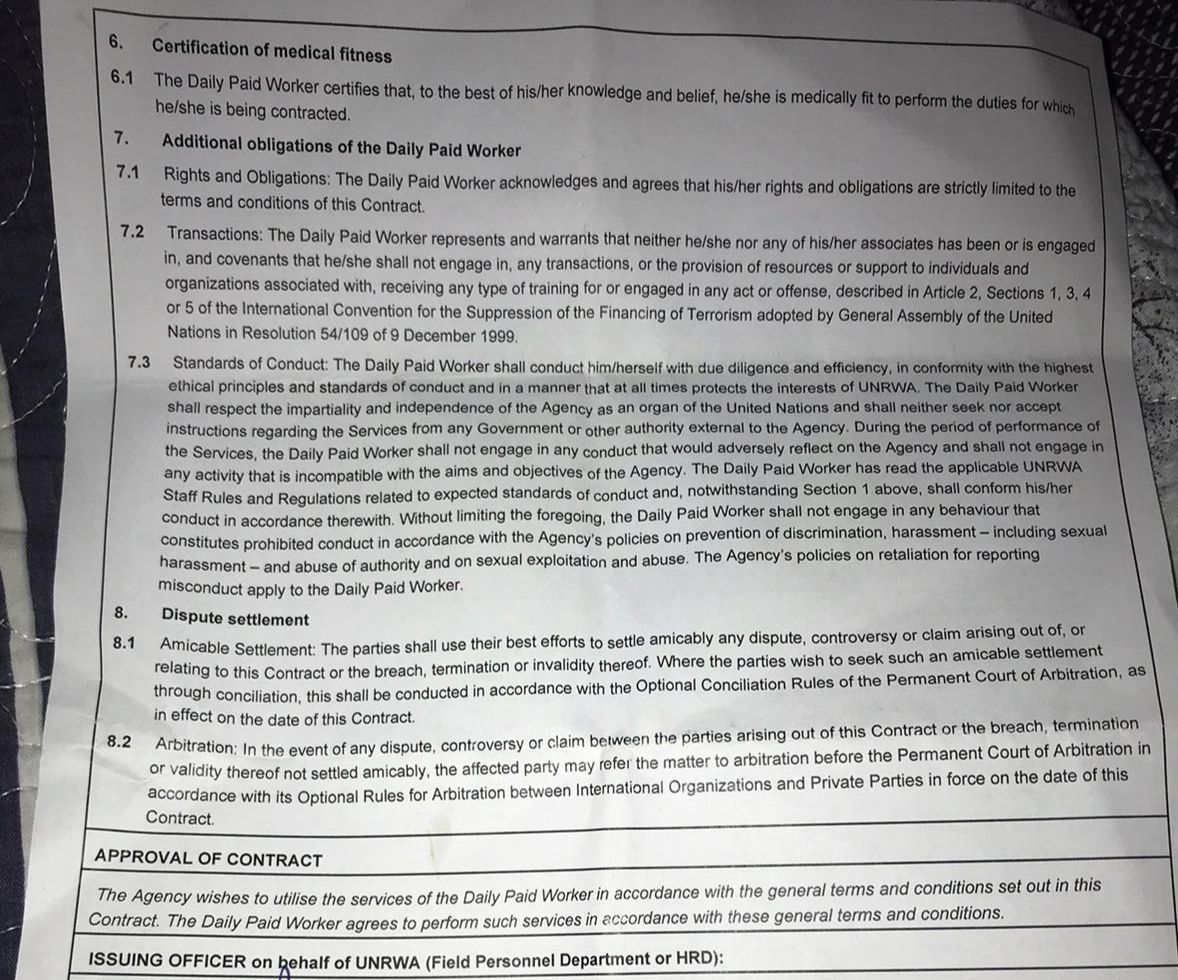 6. Certification of medical fitness
6.1 The Daily Paid Worker certifies that, to the best of his/her knowledge and belief, he/she is medically fit to perform the duties for which
he/she is being contracted.
7. Additional obligations of the Daily Paid Worker
7.1 Rights and Obligations: The Daily Paid Worker acknowledges and agrees that his/her rights and obligations are strictly limited to the
terms and conditions of this Contract.
7.2 Transactions: The Daily Paid Worker represents and warrants that neither he/she nor any of his/her associates has been or is engaged
in, and covenants that he/she shall not engage in, any transactions, or the provision of resources or support to individuals and
organizations associated with, receiving any type of training for or engaged in any act or offense, described in Article 2, Sections 1, 3, 4
or 5 of the International Convention for the Suppression of the Financing of Terrorism adopted by General Assembly of the United
Nations in Resolution 54/109 of 9 December 1999.
7.3 Standards of Conduct: The Daily Paid Worker shall conduct him/herself with due diligence and efficiency, in conformity with the highest
ethical principles and standards of conduct and in a manner that at all times protects the interests of UNRWA. The Daily Paid Worker
shall respect the impartiality and independence of the Agency as an organ of the United Nations and shall neither seek nor accept
instructions regarding the Services from any Government or other authority external to the Agency. During the period of performance of
the Services, the Daily Paid Worker shall not engage in any conduct that would adversely reflect on the Agency and shall not engage in
any activity that is incompatible with the aims and objectives of the Agency. The Daily Paid Worker has read the applicable UNRWA
Staff Rules and Regulations related to expected standards of conduct and, notwithstanding Section 1 above, shall conform his/her
conduct in accordance therewith. Without limiting the foregoing, the Daily Paid Worker shall not engage in any behaviour that
constitutes prohibited conduct in accordance with the Agency's policies on prevention of discrimination, harassment – including sexual
harassment – and abuse of authority and on sexual exploitation and abuse. The Agency's policies on retaliation for reporting
misconduct apply to the Daily Paid Worker.
8. Dispute settlement
8.1 Amicable Settlement: The parties shall use their best efforts to settle amicably any dispute, controversy or claim arising out of, or
relating to this Contract or the breach, termination or invalidity thereof. Where the parties wish to seek such an amicable settlement
through conciliation, this shall be conducted in accordance with the Optional Conciliation Rules of the Permanent Court of Arbitration, as
in effect on the date of this Contract.
8.2 Arbitration: In the event of any dispute, controversy or claim between the parties arising out of this Contract or the breach, termination
or validity thereof not settled amicably, the affected party may refer the matter to arbitration before the Permanent Court of Arbitration in
accordance with its Optional Rules for Arbitration between International Organizations and Private Parties in force on the date of this
Contract.
APPROVAL OF CONTRACT
The Agency wishes to utilise the services of the Daily Paid Worker in accordance with the general terms and conditions set out in this
Contract. The Daily Paid Worker agrees to perform such services in accordance with these general terms and conditions.
ISSUING OFFICER on behalf of UNRWA (Field Personnel Department or HRD):